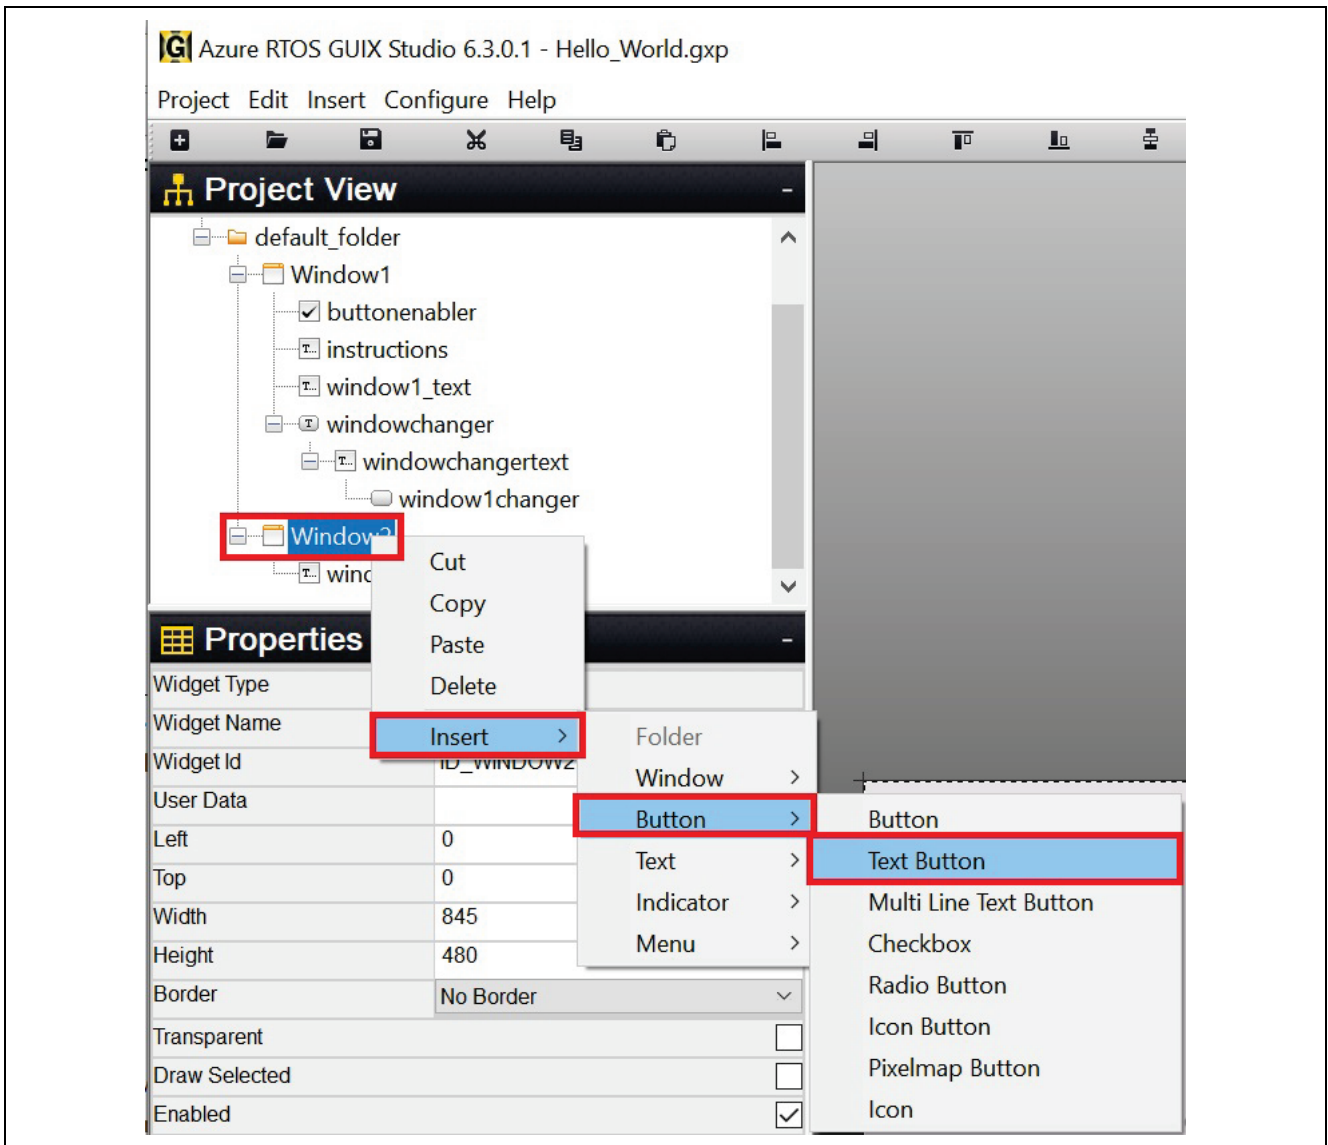 Azure RTOS GUIX Studio 6.3.0.1 - Hello_World.gxp
Project Edit Insert Configure Help
Project View
default_folder
Window1
buttonenabler
instructions
window1_text
windowchanger
windowchangertext
window1changer
Window2
Cut
Copy
Paste
Delete
Insert
Properties
Widget Type
Widget Name
Widget Id ID_WINDOW2
User Data
Left 0
Top 0
Width 845
Height 480
Border No Border
Transparent
Draw Selected
Enabled
Folder
Window
Button
Text
Indicator
Menu
Button
Text Button
Multi Line Text Button
Checkbox
Radio Button
Icon Button
Pixelmap Button
Icon